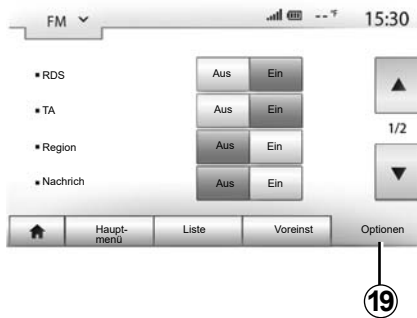 FM -- °F 15:30
RDS Aus Ein
TA Aus Ein
1/2
Region Aus Ein
Nachrich Aus Ein
Haupt-
menü
Liste Voreinst Optionen
19